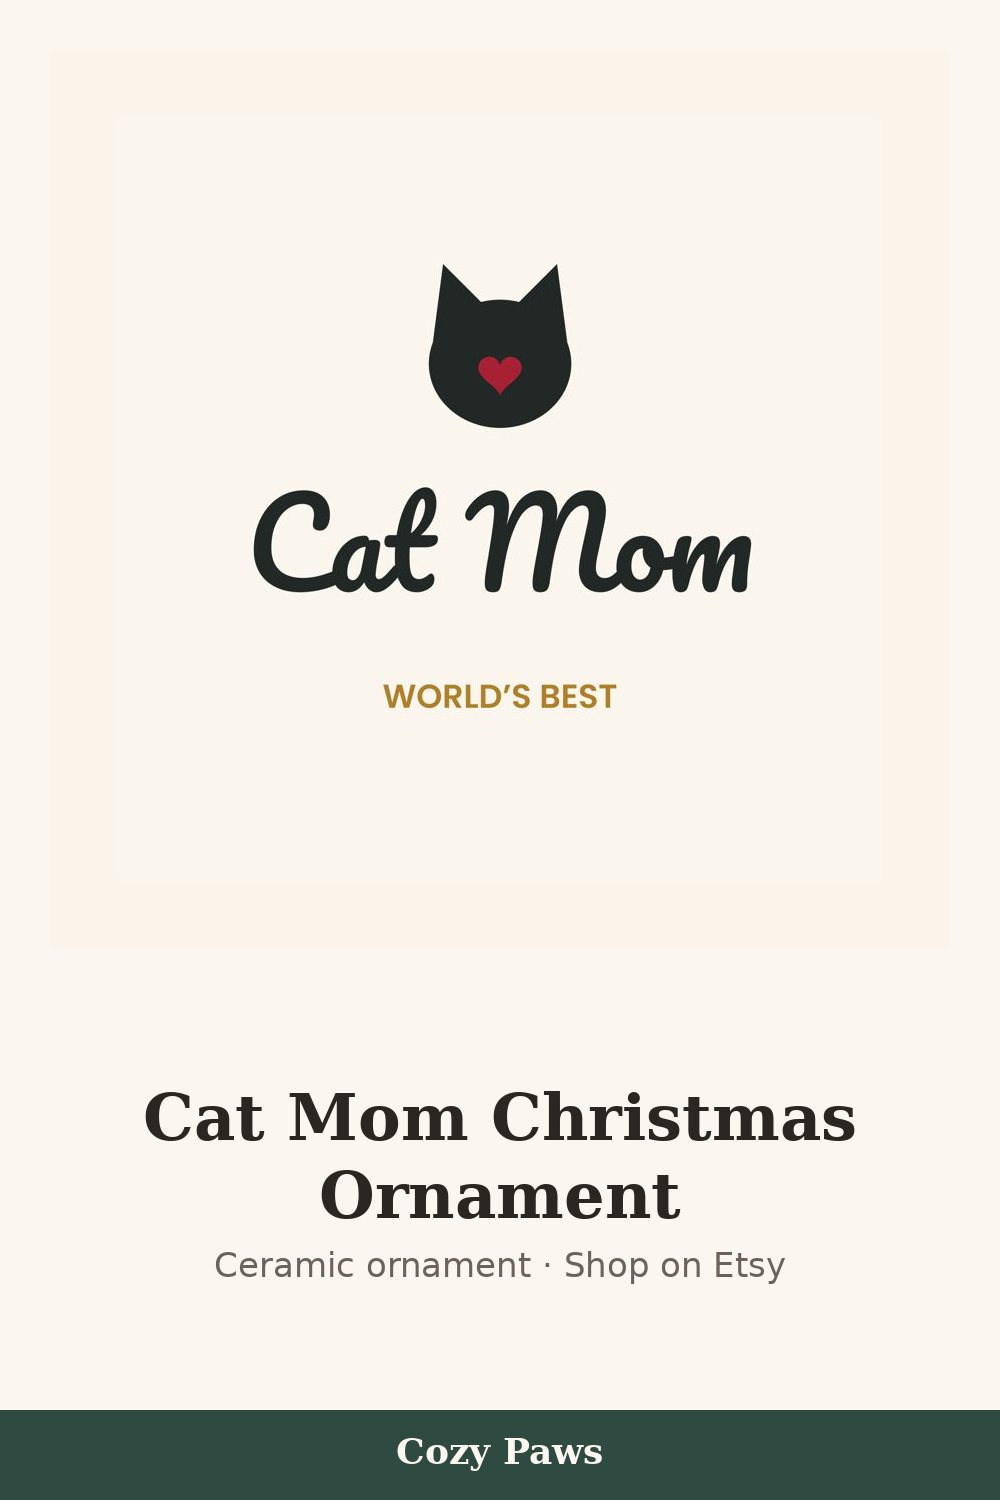 Cat Mom
WORLD’S BEST
Cat Mom Christmas
Ornament
Ceramic ornament · Shop on Etsy
Cozy Paws